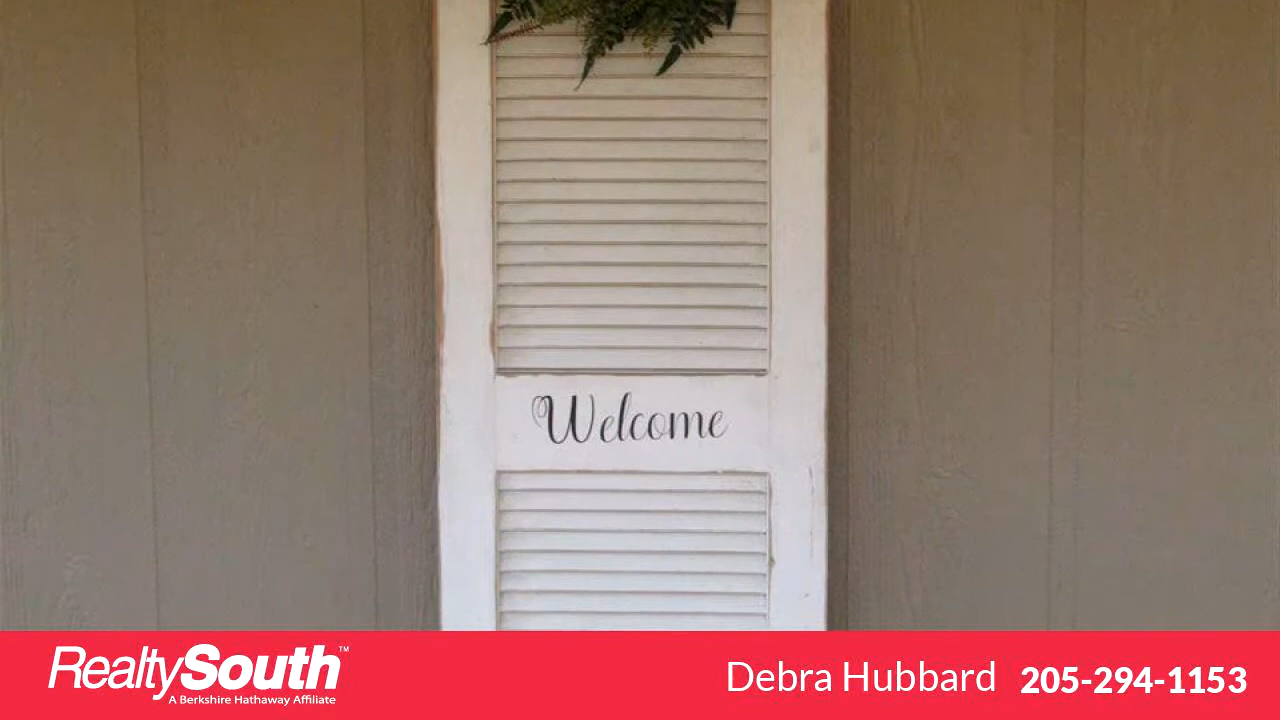 Welcome
RealtySouth™
A Berkshire Hathaway Affiliate
Debra Hubbard 205-294-1153